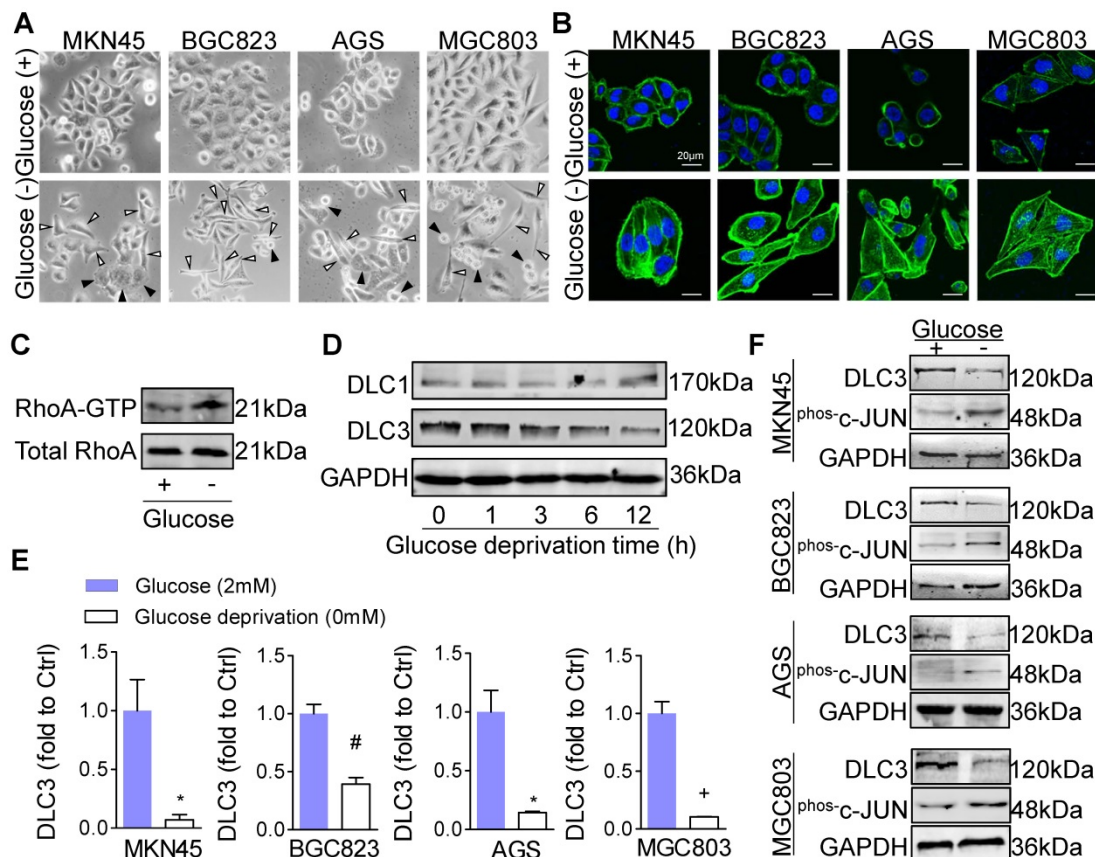 A
MKN45 BGC823 AGS MGC803
Glucose (+)
Glucose (-)
B
MKN45 BGC823 AGS MGC803
Glucose (+)
20μm
Glucose (-)
C
RhoA-GTP 21kDa
Total RhoA 21kDa
+ -
Glucose
D
DLC1 170kDa
DLC3 120kDa
GAPDH 36kDa
0 1 3 6 12
Glucose deprivation time (h)
E
Glucose (2mM)
Glucose deprivation (0mM)
DLC3 (fold to Ctrl)
1.5
1.0
0.5
0.0
*
MKN45
DLC3 (fold to Ctrl)
1.5
1.0
0.5
0.0
#
BGC823
DLC3 (fold to Ctrl)
1.5
1.0
0.5
0.0
*
AGS
DLC3 (fold to Ctrl)
1.5
1.0
0.5
0.0
+
MGC803
F
Glucose
+ -
MKN45
DLC3 120kDa
phos-c-JUN 48kDa
GAPDH 36kDa
BGC823
DLC3 120kDa
phos-c-JUN 48kDa
GAPDH 36kDa
AGS
DLC3 120kDa
phos-c-JUN 48kDa
GAPDH 36kDa
MGC803
DLC3 120kDa
phos-c-JUN 48kDa
GAPDH 36kDa